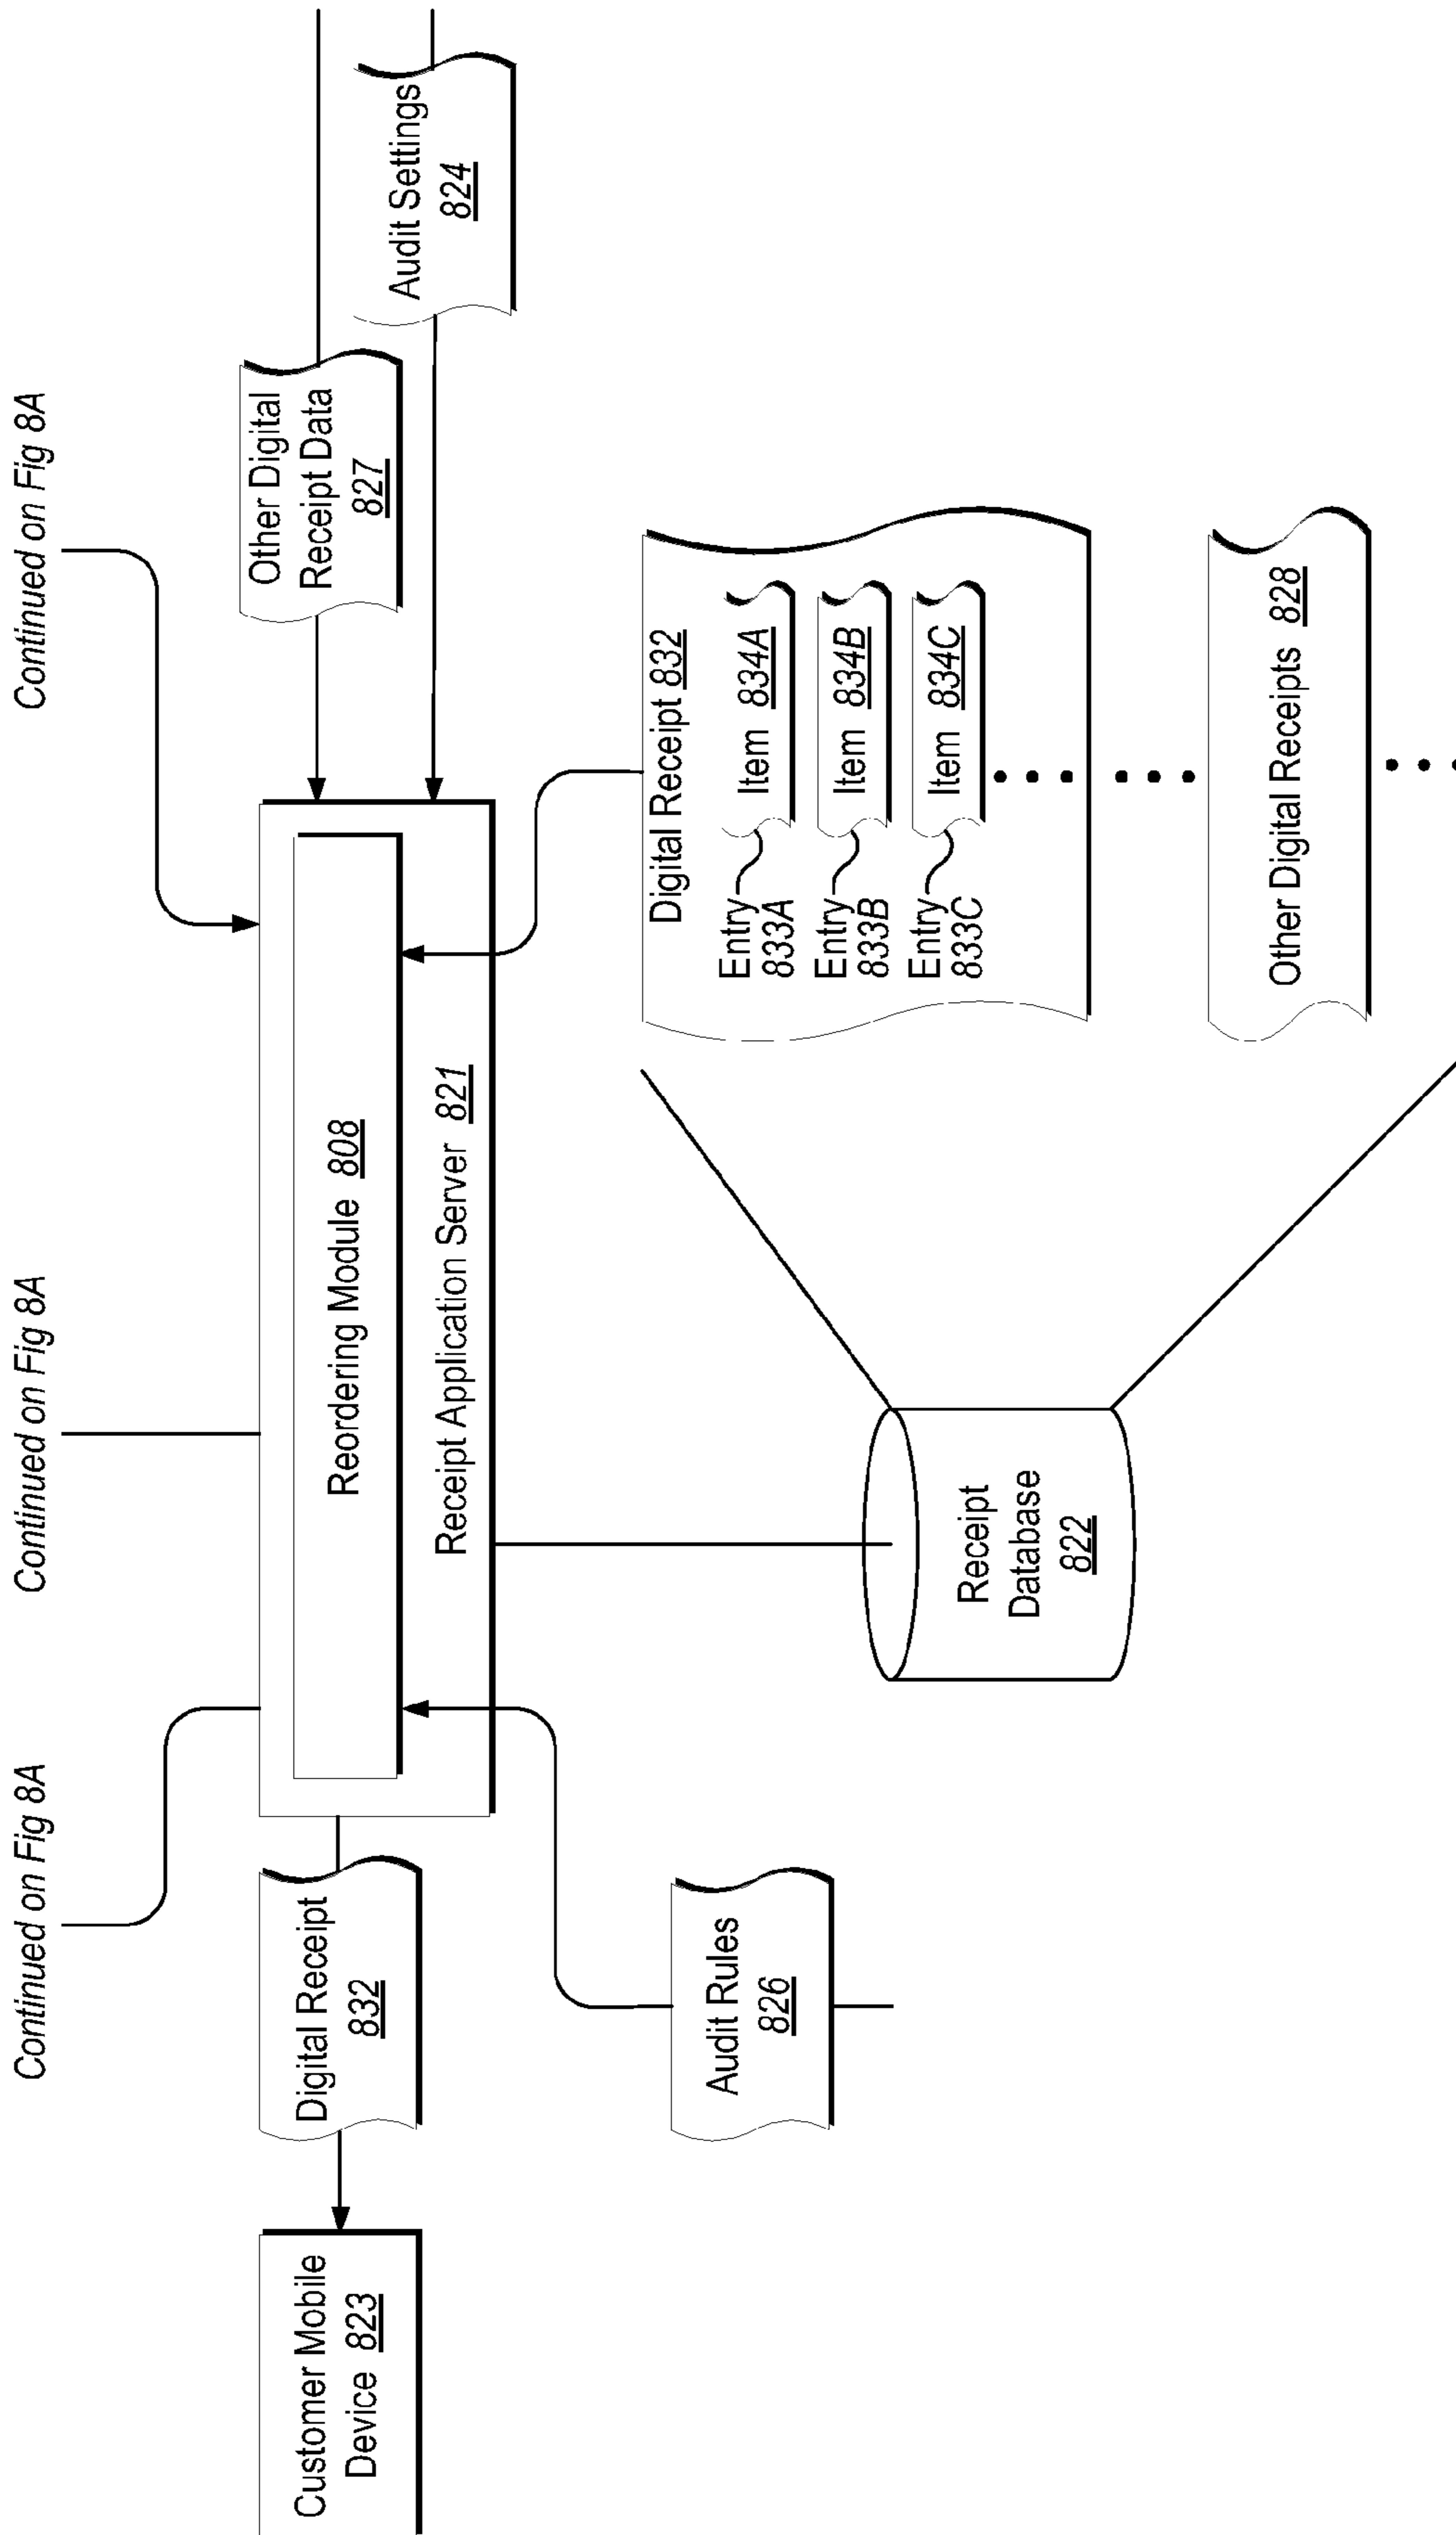 Continued on Fig 8A
Continued on Fig 8A
Continued on Fig 8A
Customer Mobile
Device 823
Digital Receipt
832
Reordering Module 808
Receipt Application Server 821
Other Digital
Receipt Data
827
Audit Settings
824
Audit Rules
826
Receipt
Database
822
Digital Receipt 832
Entry
833A
Item 834A
Entry
833B
Item 834B
Entry
833C
Item 834C
Other Digital Receipts 828